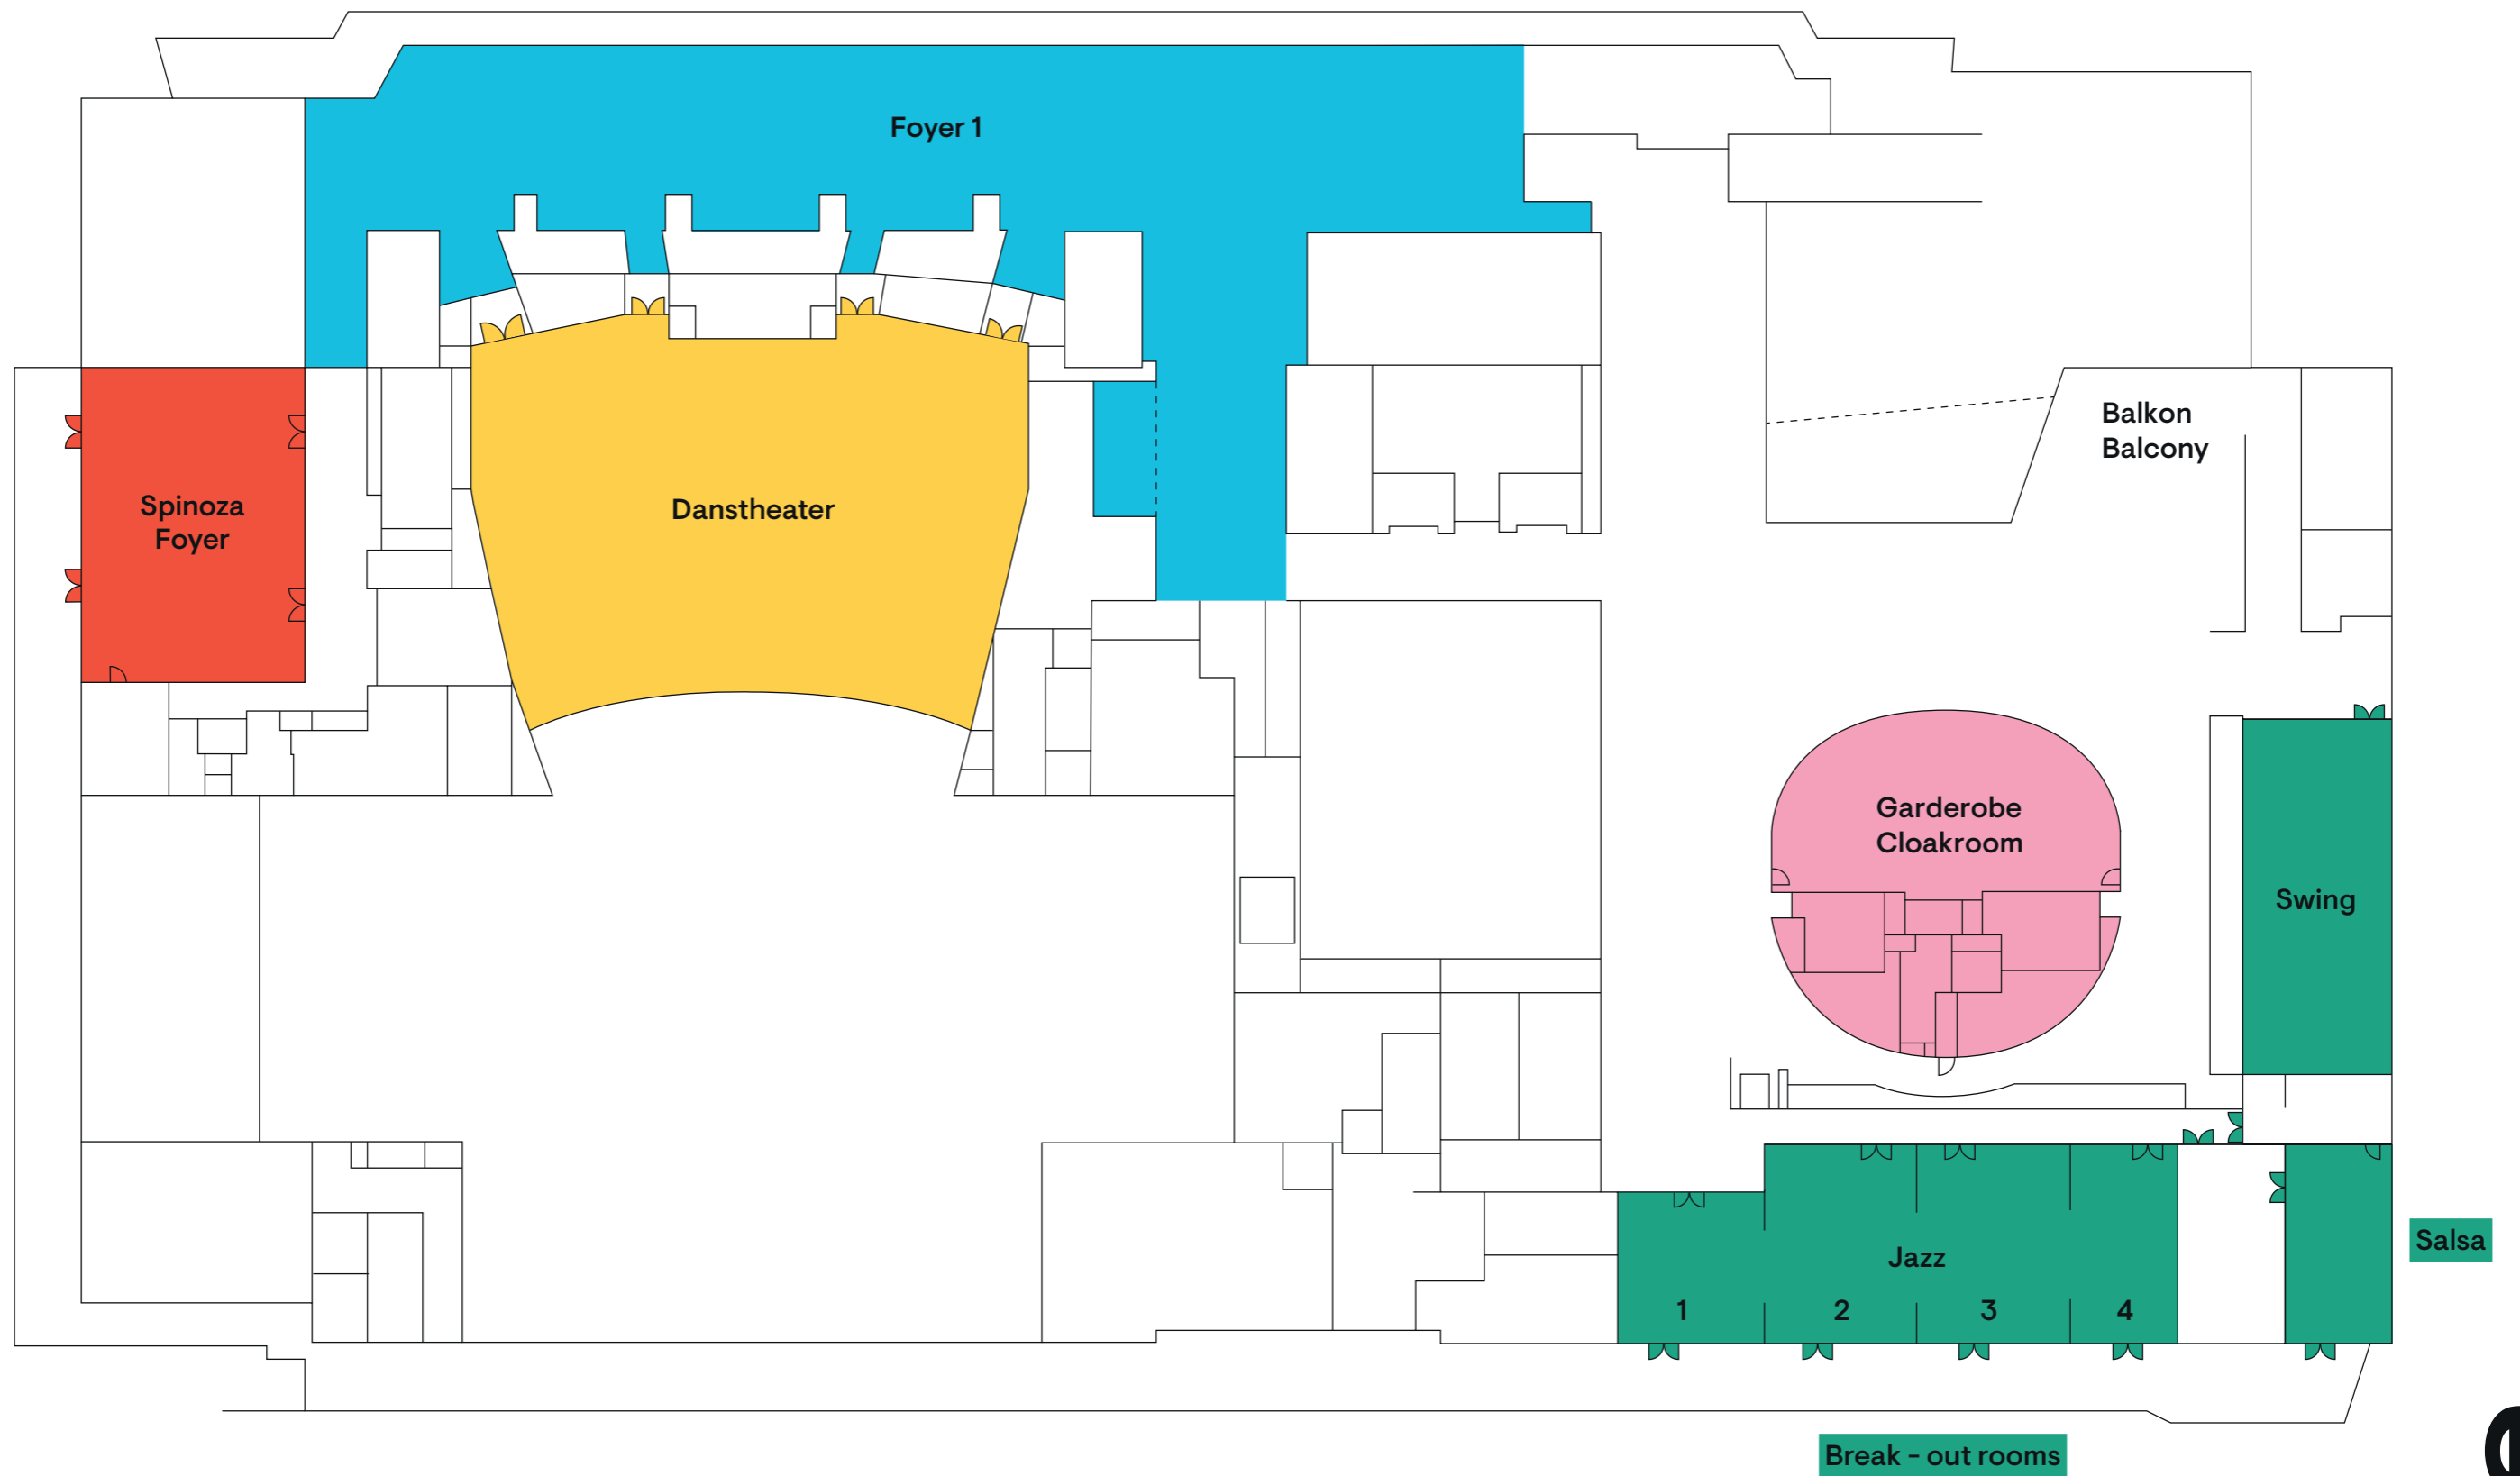 Foyer 1
Balkon
Balcony
Spinoza
Foyer
Danstheater
Garderobe
Cloakroom
Swing
Salsa
Jazz
1 2 3 4
Break - out rooms